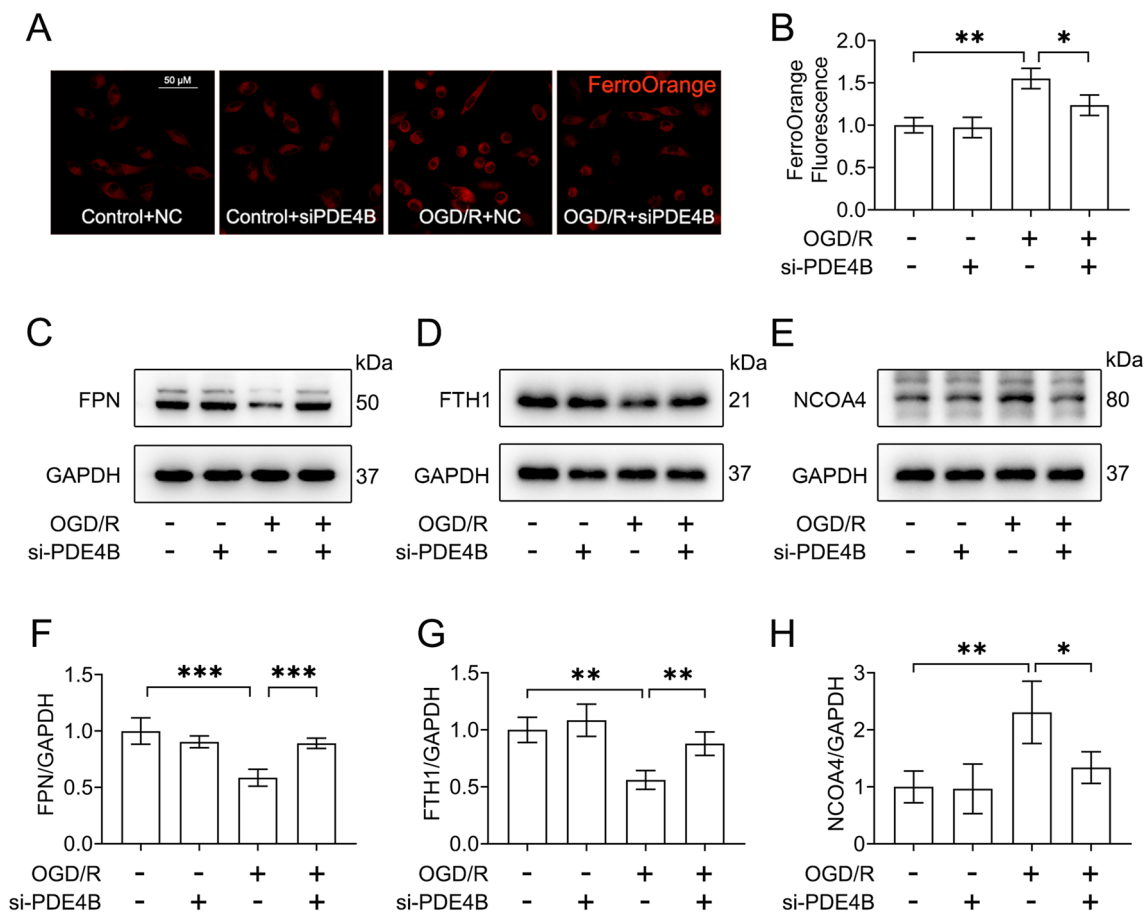 A
50 μM
FerroOrange
Control+NC
Control+siPDE4B
OGD/R+NC
OGD/R+siPDE4B
B
FerroOrange
Fluorescence
2.0
1.5
1.0
0.5
0.0
** *
OGD/R - - + +
si-PDE4B - + - +
C
kDa
FPN 50
GAPDH 37
OGD/R - - + +
si-PDE4B - + - +
D
kDa
FTH1 21
GAPDH 37
OGD/R - - + +
si-PDE4B - + - +
E
kDa
NCOA4 80
GAPDH 37
OGD/R - - + +
si-PDE4B - + - +
F
FPN/GAPDH
1.5
1.0
0.5
0.0
*** ***
OGD/R - - + +
si-PDE4B - + - +
G
FTH1/GAPDH
1.5
1.0
0.5
0.0
** **
OGD/R - - + +
si-PDE4B - + - +
H
NCOA4/GAPDH
3
2
1
0
** *
OGD/R - - + +
si-PDE4B - + - +